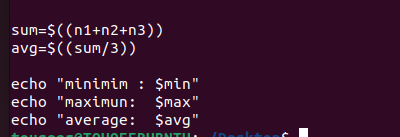 sum=$((n1+n2+n3))
avg=$((sum/3))
echo "minimim : $min"
echo "maximun:  $max"
echo "average:  $avg"